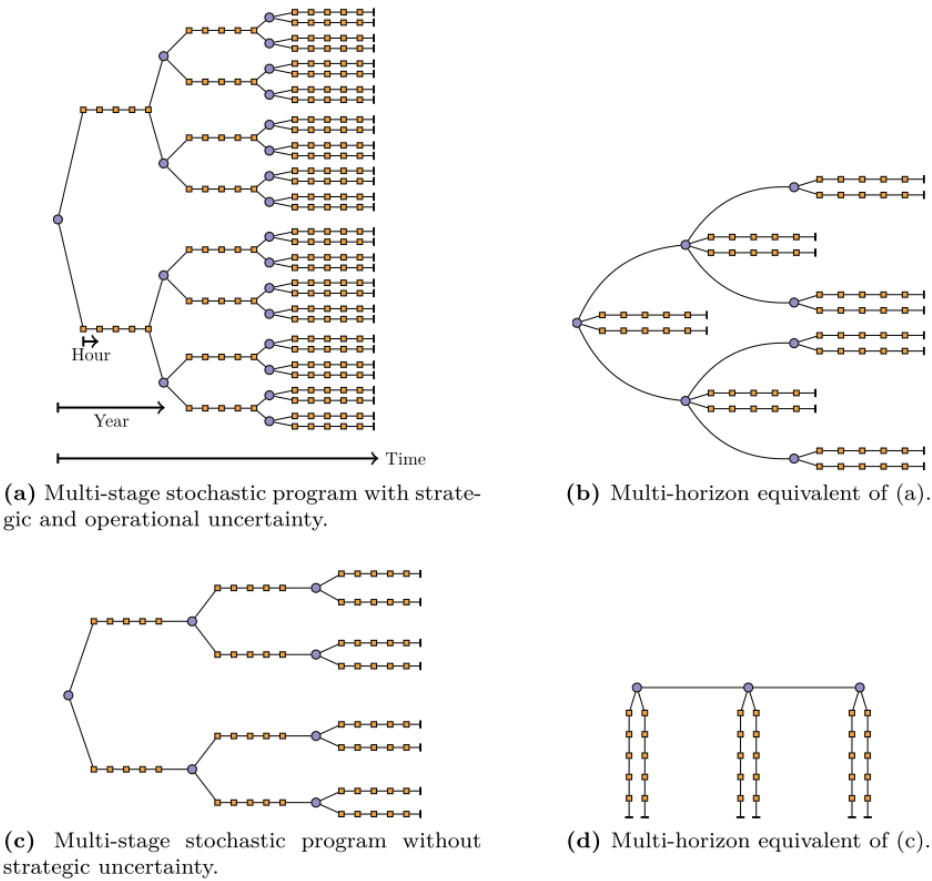 Hour
Year
Time
(a) Multi-stage stochastic program with strate-
gic and operational uncertainty.
(b) Multi-horizon equivalent of (a).
(c) Multi-stage stochastic program without
strategic uncertainty.
(d) Multi-horizon equivalent of (c).